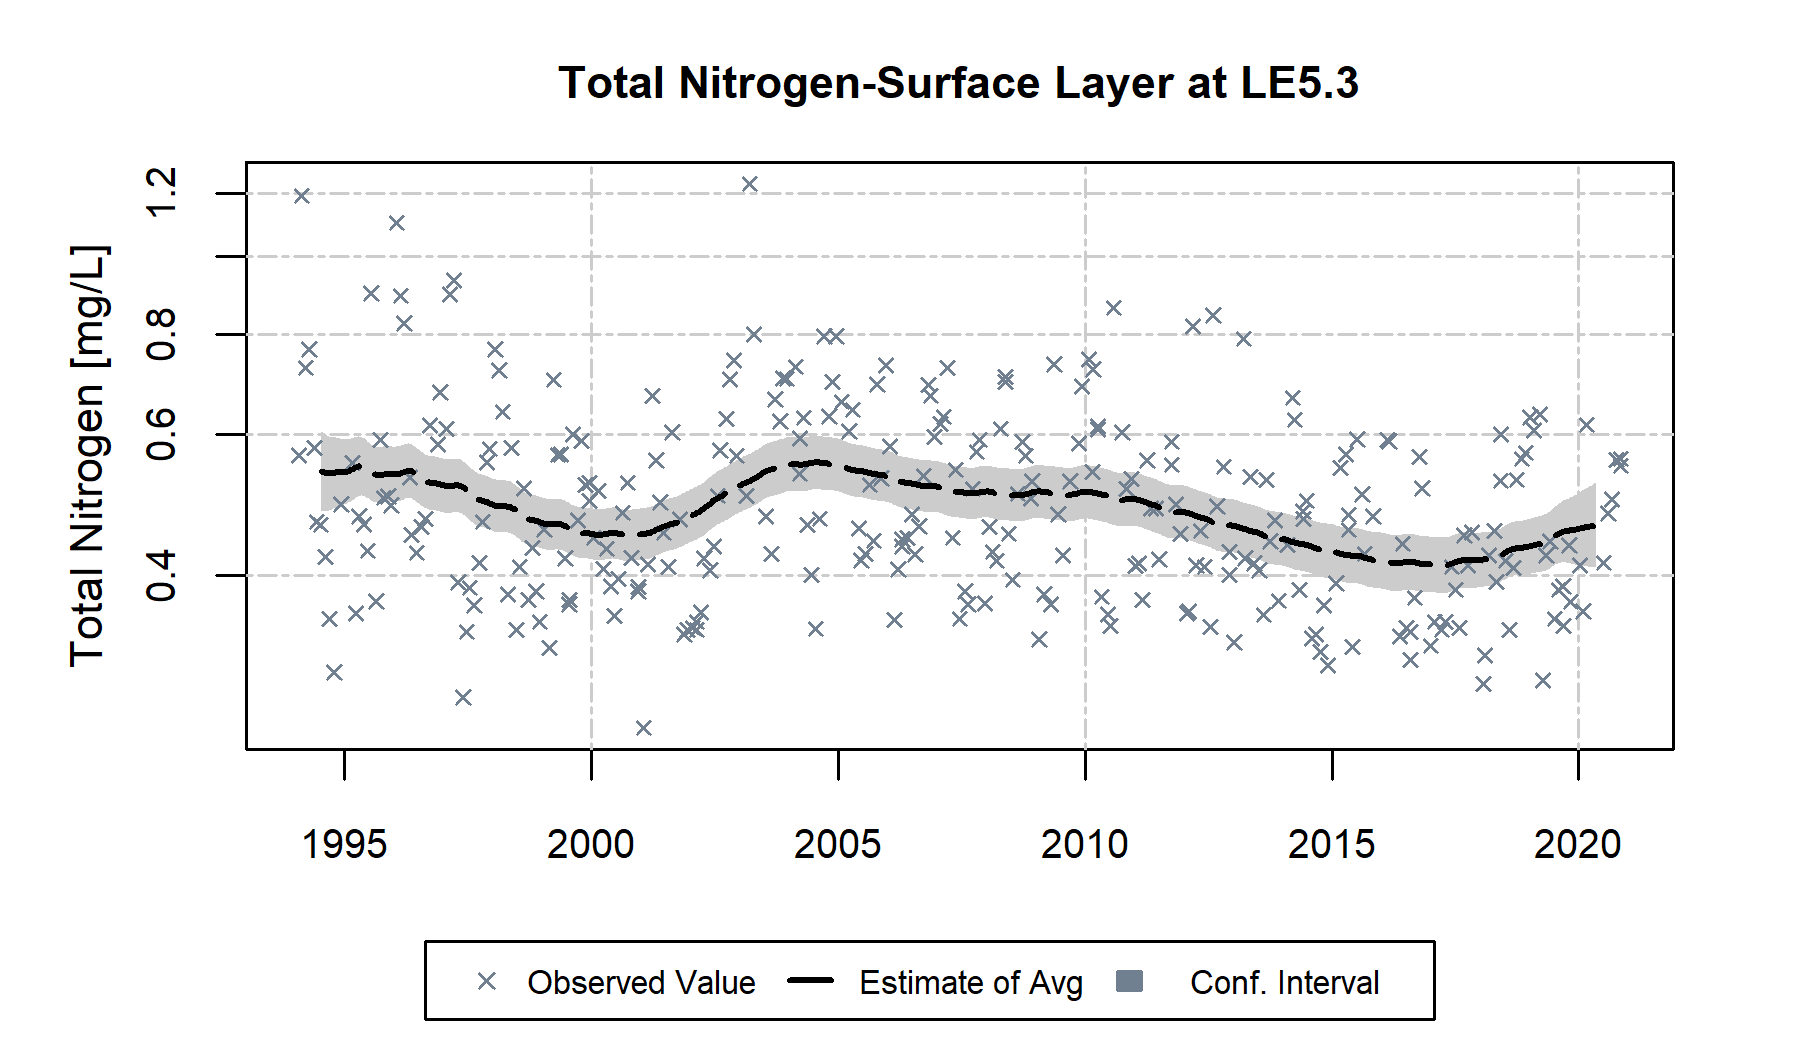 Total Nitrogen-Surface Layer at LE5.3
Total Nitrogen [mg/L]
1.2
0.8
0.6
0.4
1995 2000 2005 2010 2015 2020
Observed Value Estimate of Avg Conf. Interval